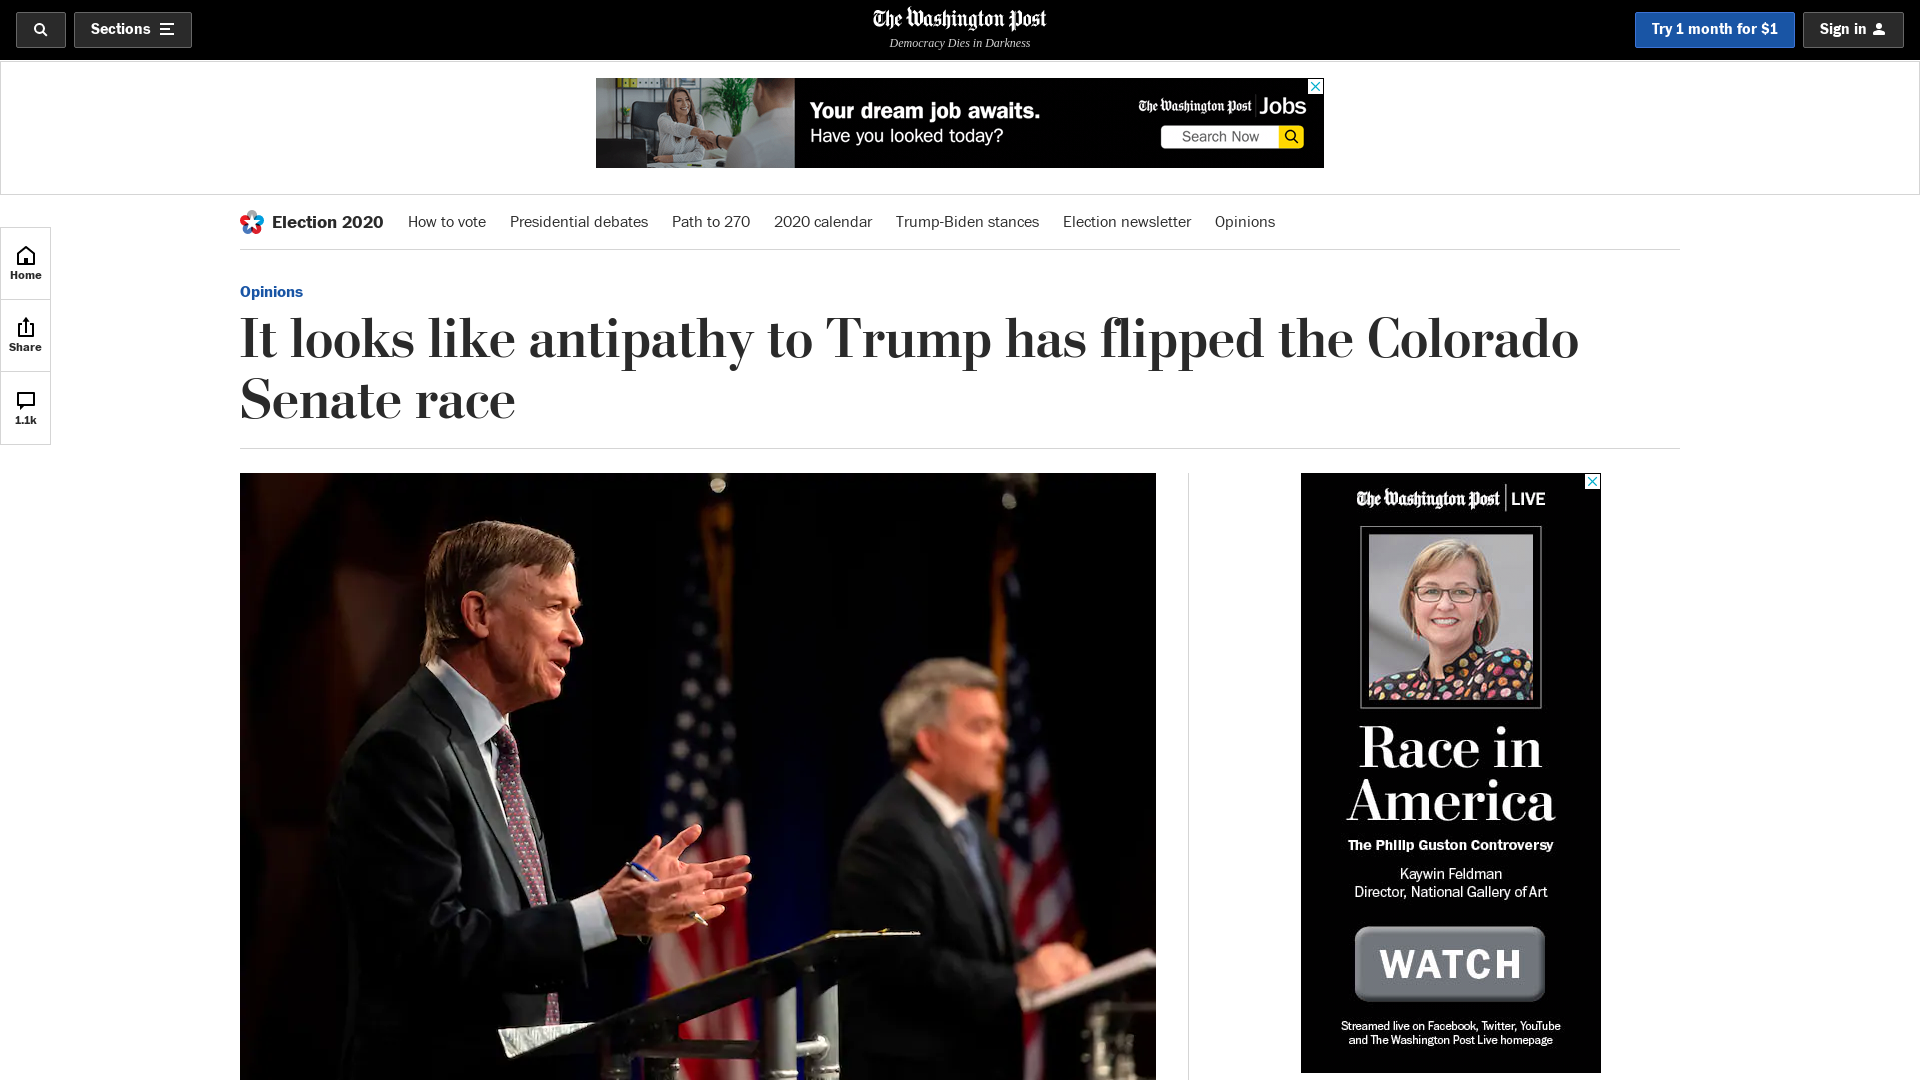 Sections
The Washington Post
Democracy Dies in Darkness
Try 1 month for $1
Sign in
Your dream job awaits.
Have you looked today?
The Washington Post Jobs
Search Now
Election 2020
How to vote
Presidential debates
Path to 270
2020 calendar
Trump-Biden stances
Election newsletter
Opinions
Home
Share
1.1k
Opinions
It looks like antipathy to Trump has flipped the Colorado
Senate race
The Washington Post LIVE
Race in
America
The Philip Guston Controversy
Kaywin Feldman
Director, National Gallery of Art
WATCH
Streamed live on Facebook, Twitter, YouTube
and The Washington Post Live homepage